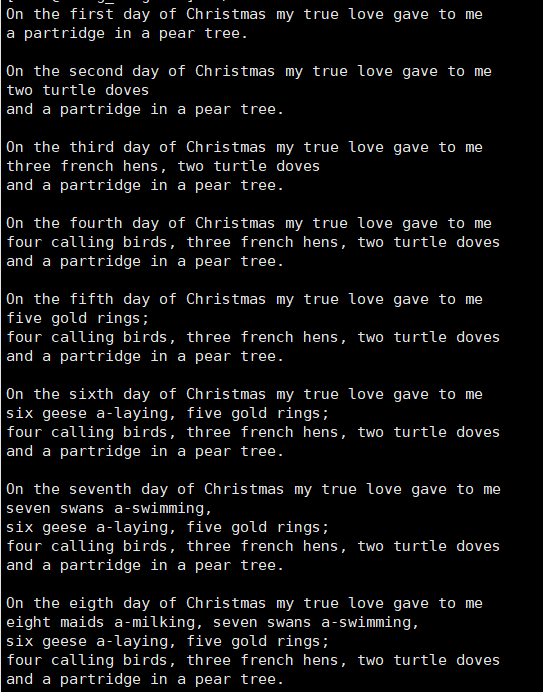 On the first day of Christmas my true love gave to me
a partridge in a pear tree.

On the second day of Christmas my true love gave to me
two turtle doves
and a partridge in a pear tree.

On the third day of Christmas my true love gave to me
three french hens, two turtle doves
and a partridge in a pear tree.

On the fourth day of Christmas my true love gave to me
four calling birds, three french hens, two turtle doves
and a partridge in a pear tree.

On the fifth day of Christmas my true love gave to me
five gold rings;
four calling birds, three french hens, two turtle doves
and a partridge in a pear tree.

On the sixth day of Christmas my true love gave to me
six geese a-laying, five gold rings;
four calling birds, three french hens, two turtle doves
and a partridge in a pear tree.

On the seventh day of Christmas my true love gave to me
seven swans a-swimming,
six geese a-laying, five gold rings;
four calling birds, three french hens, two turtle doves
and a partridge in a pear tree.

On the eigth day of Christmas my true love gave to me
eight maids a-milking, seven swans a-swimming,
six geese a-laying, five gold rings;
four calling birds, three french hens, two turtle doves
and a partridge in a pear tree.